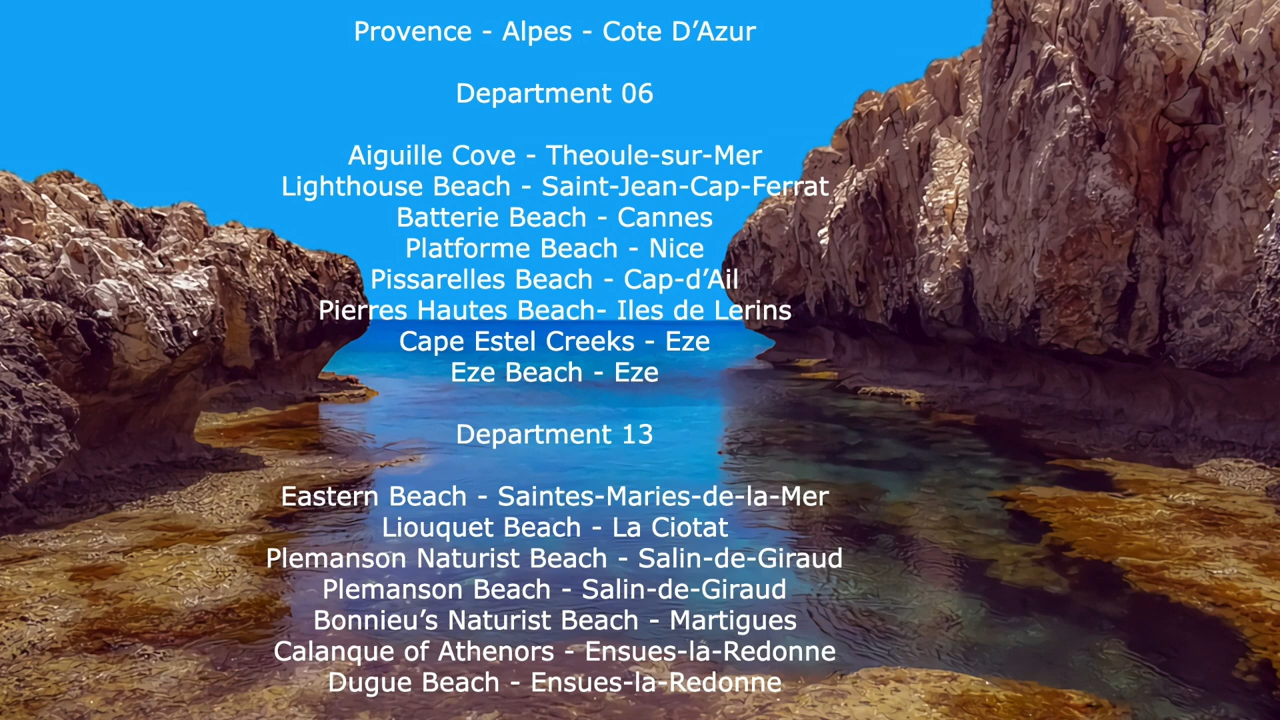 Provence - Alpes - Cote D’Azur
Department 06
Aiguille Cove - Theoule-sur-Mer
Lighthouse Beach - Saint-Jean-Cap-Ferrat
Batterie Beach - Cannes
Platforme Beach - Nice
Pissarelles Beach - Cap-d’Ail
Pierres Hautes Beach- Iles de Lerins
Cape Estel Creeks - Eze
Eze Beach - Eze
Department 13
Eastern Beach - Saintes-Maries-de-la-Mer
Liouquet Beach - La Ciotat
Plemanson Naturist Beach - Salin-de-Giraud
Plemanson Beach - Salin-de-Giraud
Bonnieu’s Naturist Beach - Martigues
Calanque of Athenors - Ensues-la-Redonne
Dugue Beach - Ensues-la-Redonne